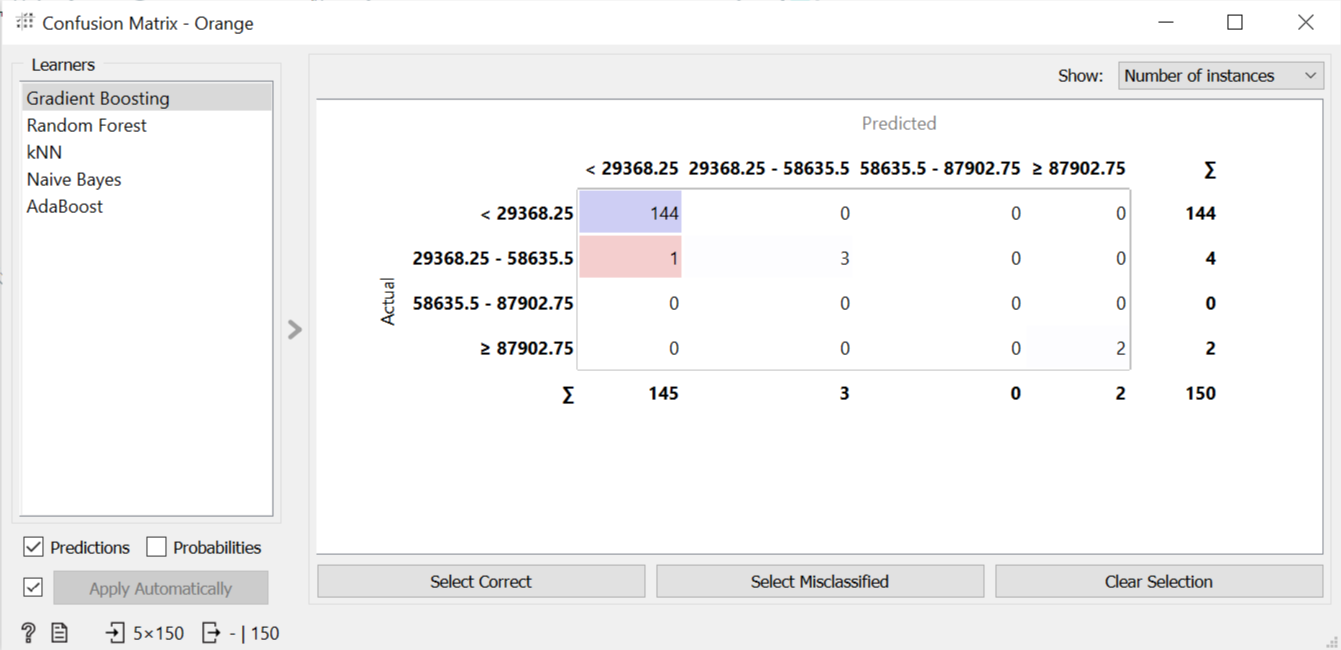 Confusion Matrix - Orange
Learners
Gradient Boosting
Random Forest
kNN
Naive Bayes
AdaBoost
Predictions Probabilities
Apply Automatically
5×150 - | 150
Show: Number of instances
Predicted
< 29368.25 29368.25 - 58635.5 58635.5 - 87902.75 ≥ 87902.75 Σ
Actual
< 29368.25 144 0 0 0 144
29368.25 - 58635.5 1 3 0 0 4
58635.5 - 87902.75 0 0 0 0 0
≥ 87902.75 0 0 0 2 2
Σ 145 3 0 2 150
Select Correct Select Misclassified Clear Selection